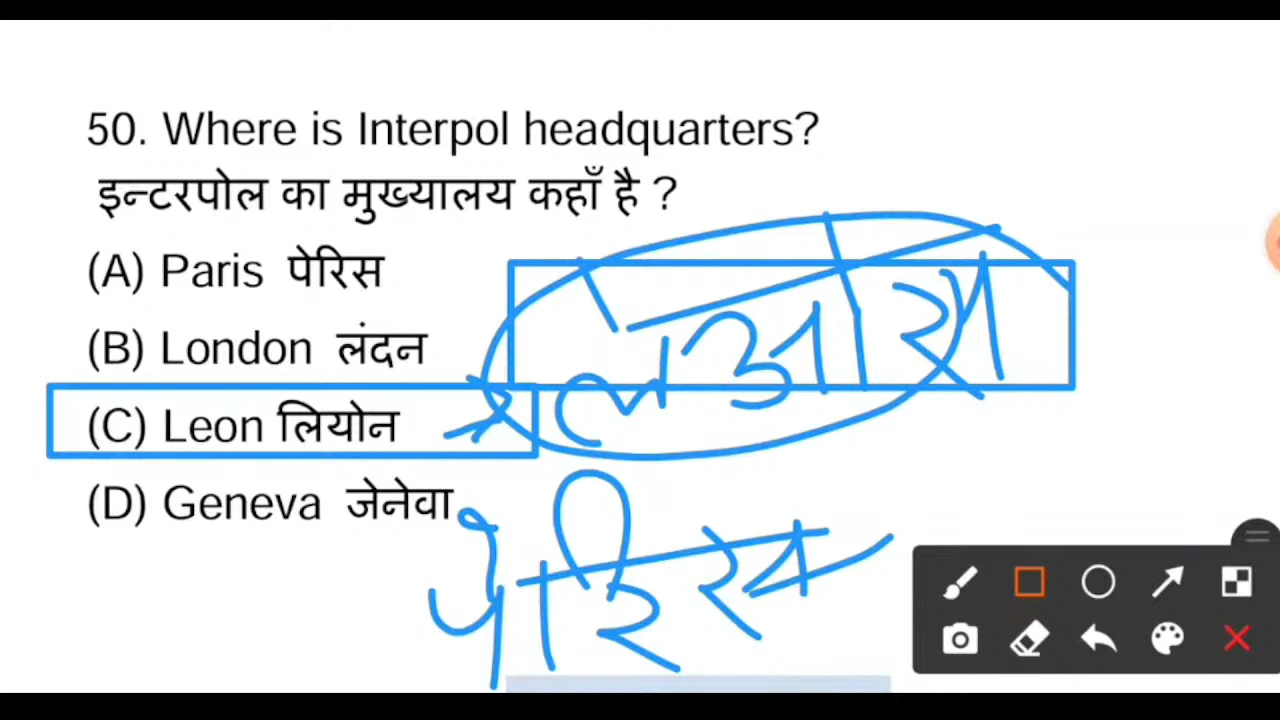 50. Where is Interpol headquarters?
इन्टरपोल का मुख्यालय कहाँ है ?
(A) Paris पेरिस
(B) London लंदन
(C) Leon लियोन
(D) Geneva जेनेवा